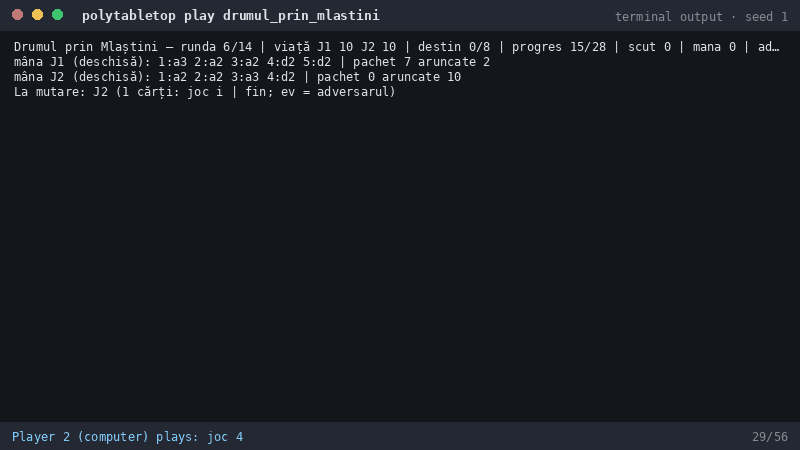 polytabletop play drumul_prin_mlastini
terminal output · seed 1
Drumul prin Mlaștini — runda 6/14 | viață J1 10 J2 10 | destin 0/8 | progres 15/28 | scut 0 | mana 0 | ad…
mâna J1 (deschisă): 1:a3 2:a2 3:a2 4:d2 5:d2 | pachet 7 aruncate 2
mâna J2 (deschisă): 1:a2 2:a2 3:a3 4:d2 | pachet 0 aruncate 10
La mutare: J2 (1 cărți: joc i | fin; ev = adversarul)
Player 2 (computer) plays: joc 4
29/56